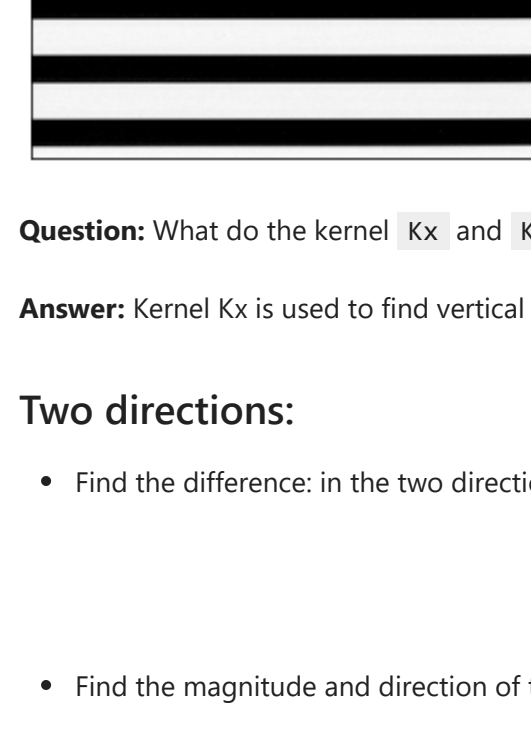 Question: What do the kernel Kx and
Answer: Kernel Kx is used to find vertical
Two directions:
Find the difference: in the two
Find the magnitude and direction of